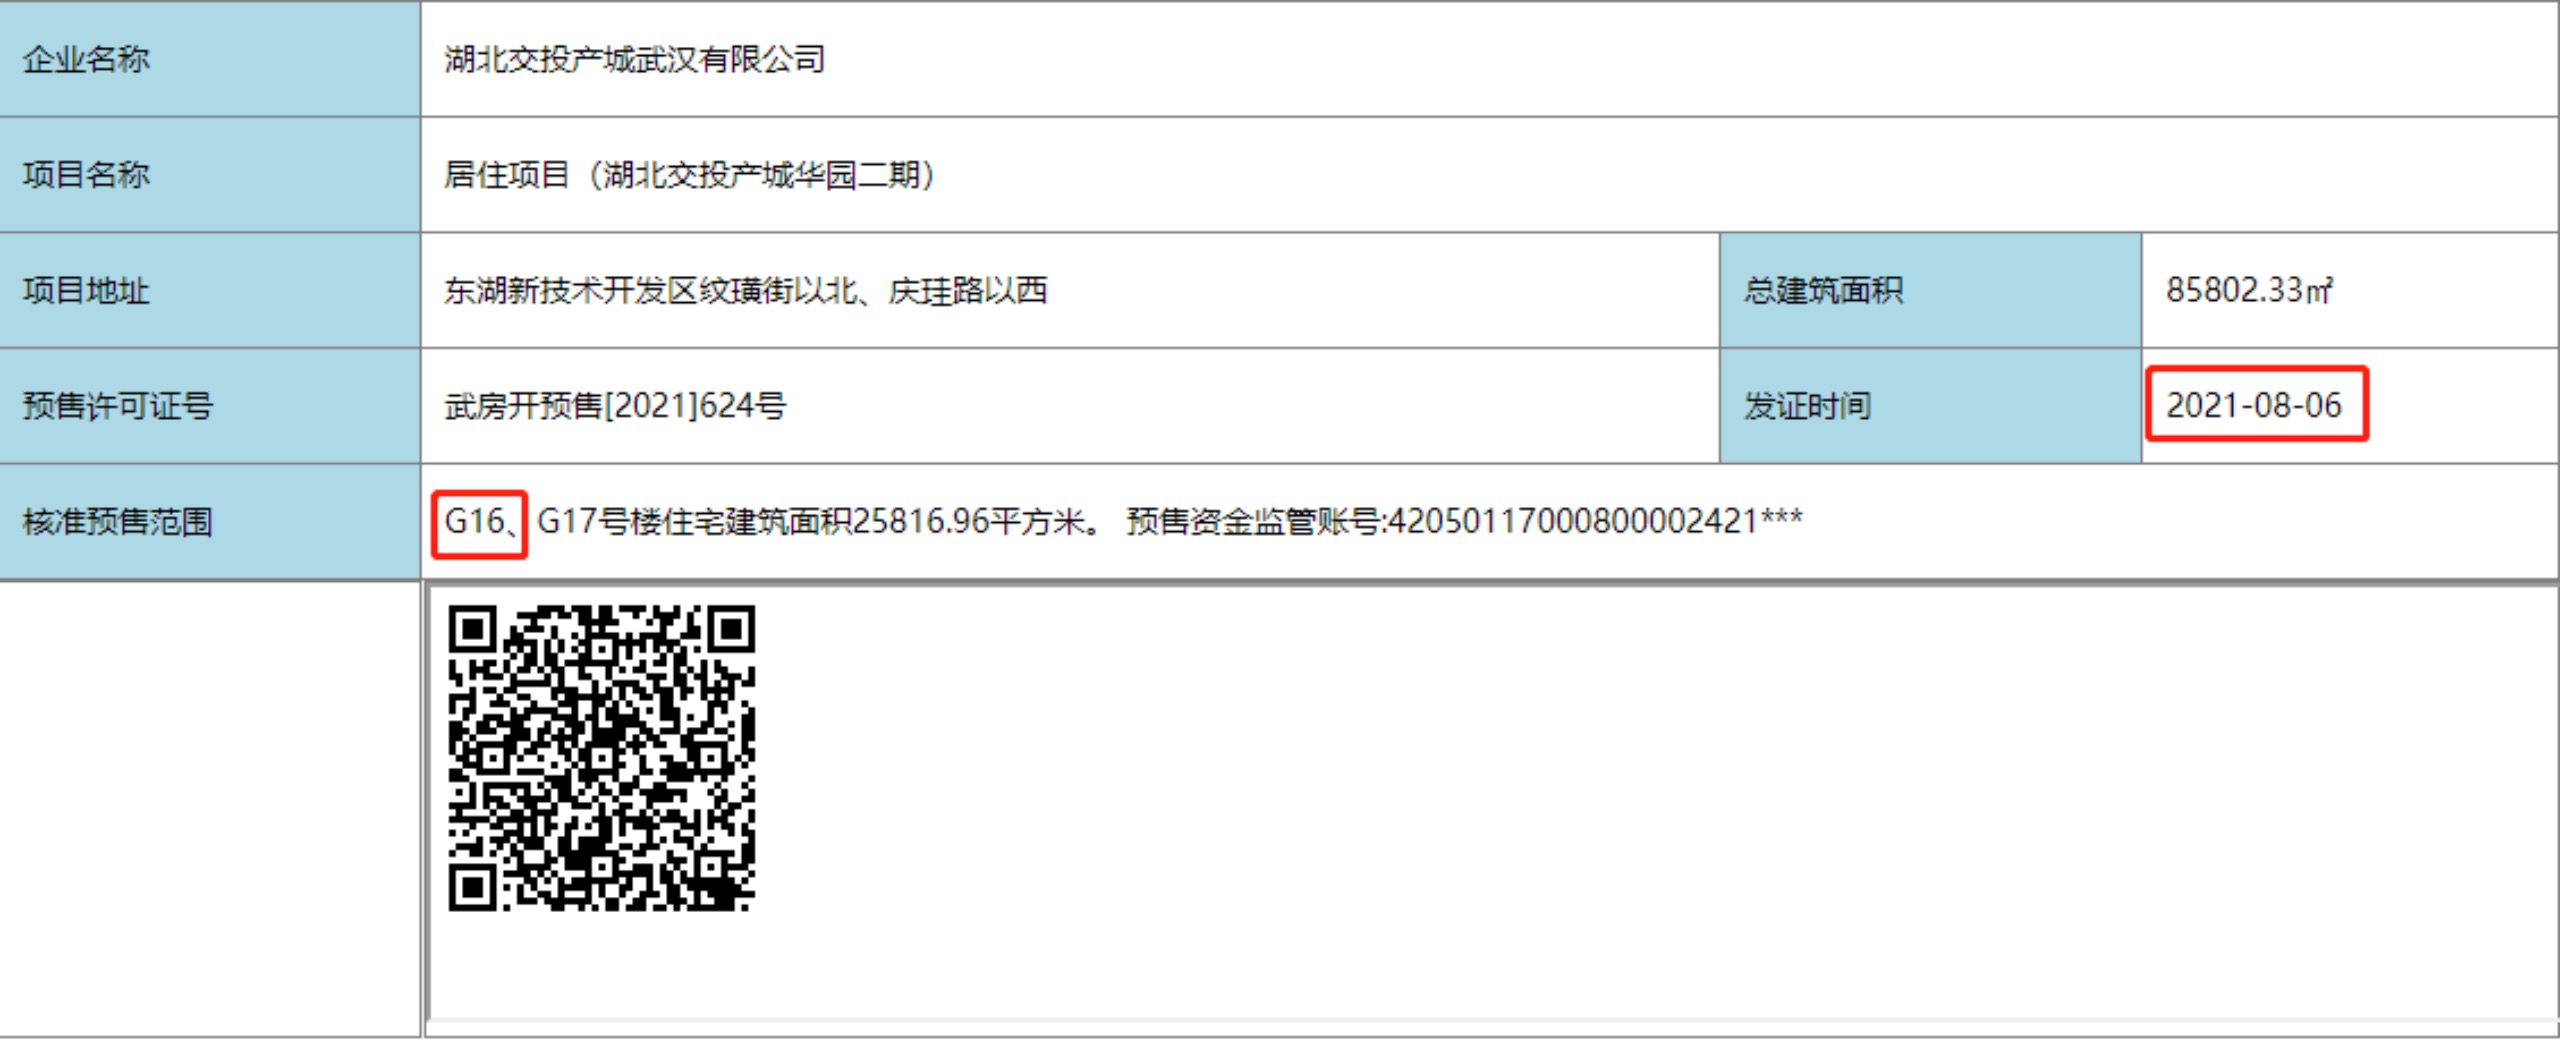 企业名称 湖北交投产城武汉有限公司
项目名称 居住项目（湖北交投产城华园二期）
项目地址 东湖新技术开发区纹璜街以北、庆珪路以西 总建筑面积 85802.33㎡
预售许可证号 武房开预售[2021]624号 发证时间 2021-08-06
核准预售范围 G16、G17号楼住宅建筑面积25816.96平方米。 预售资金监管账号:42050117000800002421***